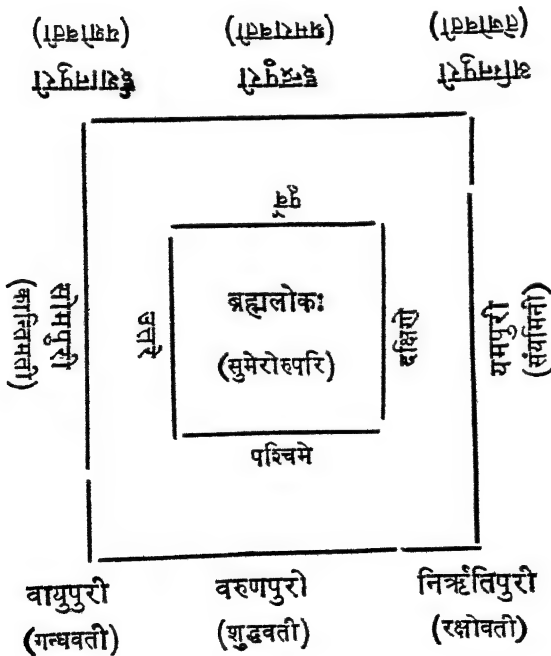 ईशानपुरी
(यशोवती)
इन्द्रपुरी
(अमरावती)
अग्निपुरी
(तेजोवती)
पूर्वे
सोमपुरी
(कान्तिमती)
उत्तरे
ब्रह्मलोकः
(सुमेरोरुपरि)
दक्षिणे
यमपुरी
(संयमिनी)
पश्चिमे
वायुपुरी
(गन्धवती)
वरुणपुरी
(शुद्धवती)
निर्ऋतिपुरी
(रक्षोवती)